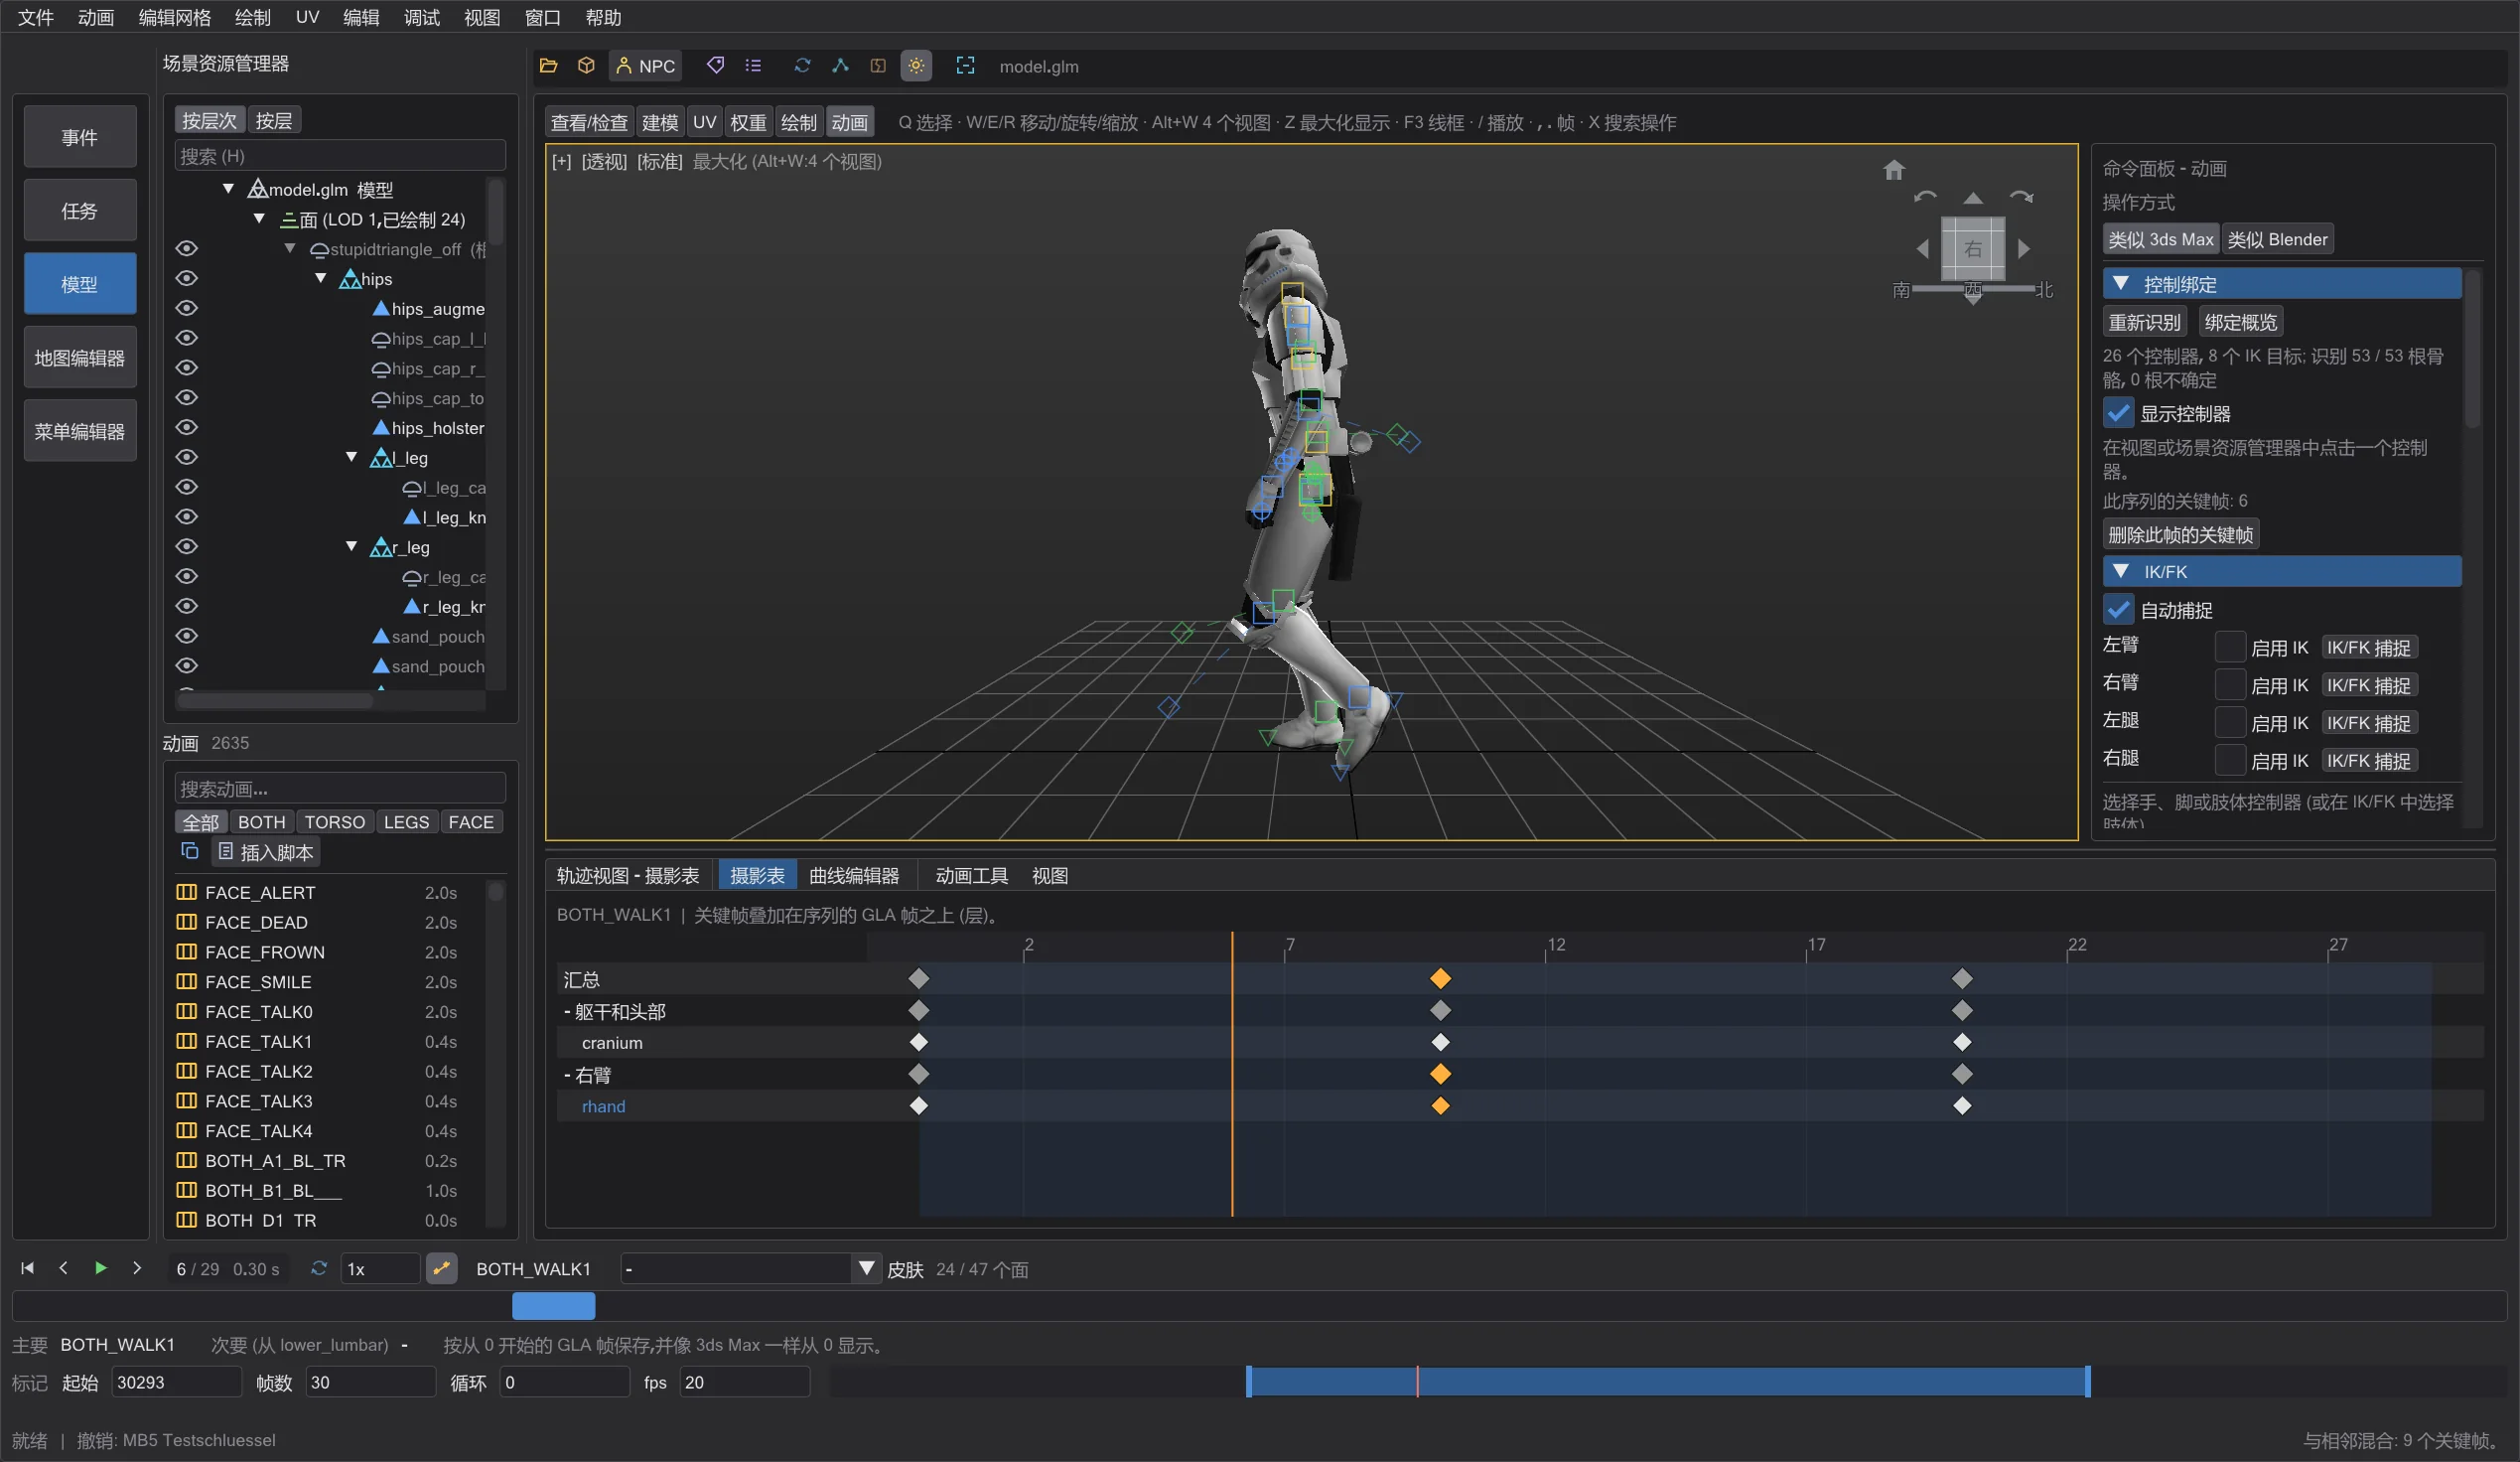 文件 动画 编辑网格 绘制 UV 编辑 调试 视图 窗口 帮助
场景资源管理器
NPC model.glm
事件
任务
模型
地图编辑器
菜单编辑器
按层次 按层
搜索 (H)
model.glm 模型
面 (LOD 1,已绘制 24)
stupidtriangle_off
hips
hips_augme
hips_cap_l_
hips_cap_r_
hips_cap_to
hips_holster
l_leg
l_leg_ca
l_leg_kn
r_leg
r_leg_ca
r_leg_kr
sand_pouch
sand_pouch
动画 2635
搜索动画...
全部 BOTH TORSO LEGS FACE
插入脚本
FACE_ALERT 2.0s
FACE_DEAD 2.0s
FACE_FROWN 2.0s
FACE_SMILE 2.0s
FACE_TALK0 2.0s
FACE_TALK1 0.4s
FACE_TALK2 0.4s
FACE_TALK3 0.4s
FACE_TALK4 0.4s
BOTH_A1_BL_TR 0.2s
BOTH_B1_BL___ 1.0s
BOTH_D1_TR 0.0s
查看/检查 建模 UV 权重 绘制 动画 Q 选择 · W/E/R 移动/旋转/缩放 · Alt+W 4 个视图 · Z 最大化显示 · F3 线框 · / 播放 · , . 帧 · X 搜索操作
[+] [透视] [标准] 最大化 (Alt+W:4 个视图)
右
南 西 北
命令面板 - 动画
操作方式
类似 3ds Max 类似 Blender
控制绑定
重新识别 绑定概览
26 个控制器, 8 个 IK 目标; 识别 53 / 53 根骨
骼, 0 根不确定
显示控制器
在视图或场景资源管理器中点击一个控制
器。
此序列的关键帧: 6
删除此帧的关键帧
IK/FK
自动捕捉
左臂 启用 IK IK/FK 捕捉
右臂 启用 IK IK/FK 捕捉
左腿 启用 IK IK/FK 捕捉
右腿 启用 IK IK/FK 捕捉
选择手、脚或肢体控制器 (或在 IK/FK 中选择
肢体)
轨迹视图 - 摄影表 摄影表 曲线编辑器 动画工具 视图
BOTH_WALK1 | 关键帧叠加在序列的 GLA 帧之上 (层)。
2 7 12 17 22 27
汇总
- 躯干和头部
cranium
- 右臂
rhand
6 / 29 0.30 s 1x BOTH_WALK1 - 皮肤 24 / 47 个面
主要 BOTH_WALK1 次要 (从 lower_lumbar) - 按从 0 开始的 GLA 帧保存,并像 3ds Max 一样从 0 显示。
标记 起始 30293 帧数 30 循环 0 fps 20
就绪 | 撤销: MB5 Testschluessel
与相邻混合: 9 个关键帧。